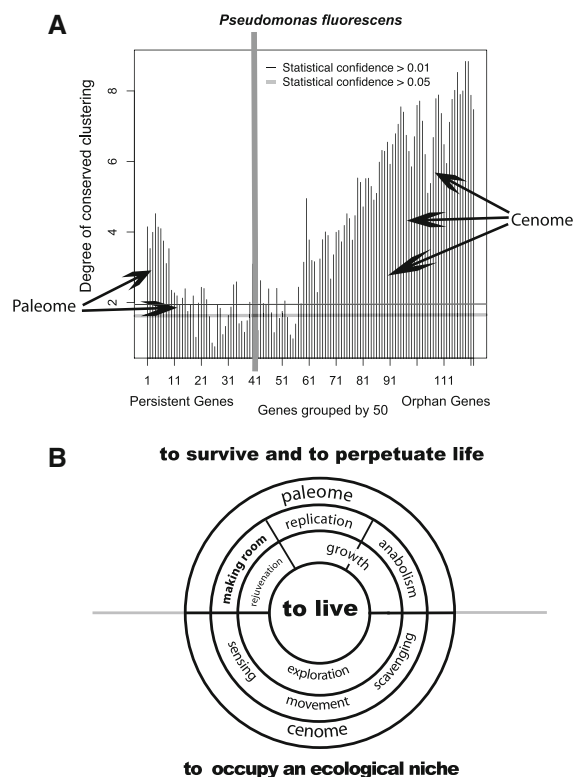 A
Pseudomonas fluorescens
Statistical confidence > 0.01
Statistical confidence > 0.05
Degree of conserved clustering
8
6
4
2
Paleome
Cenome
1 11 21 31 41 51 61 71 81 91 111
Persistent Genes
Genes grouped by 50
Orphan Genes
B
to survive and to perpetuate life
paleome
replication
making room
rejuvenation
growth
anabolism
to live
sensing
exploration
scavenging
movement
cenome
to occupy an ecological niche